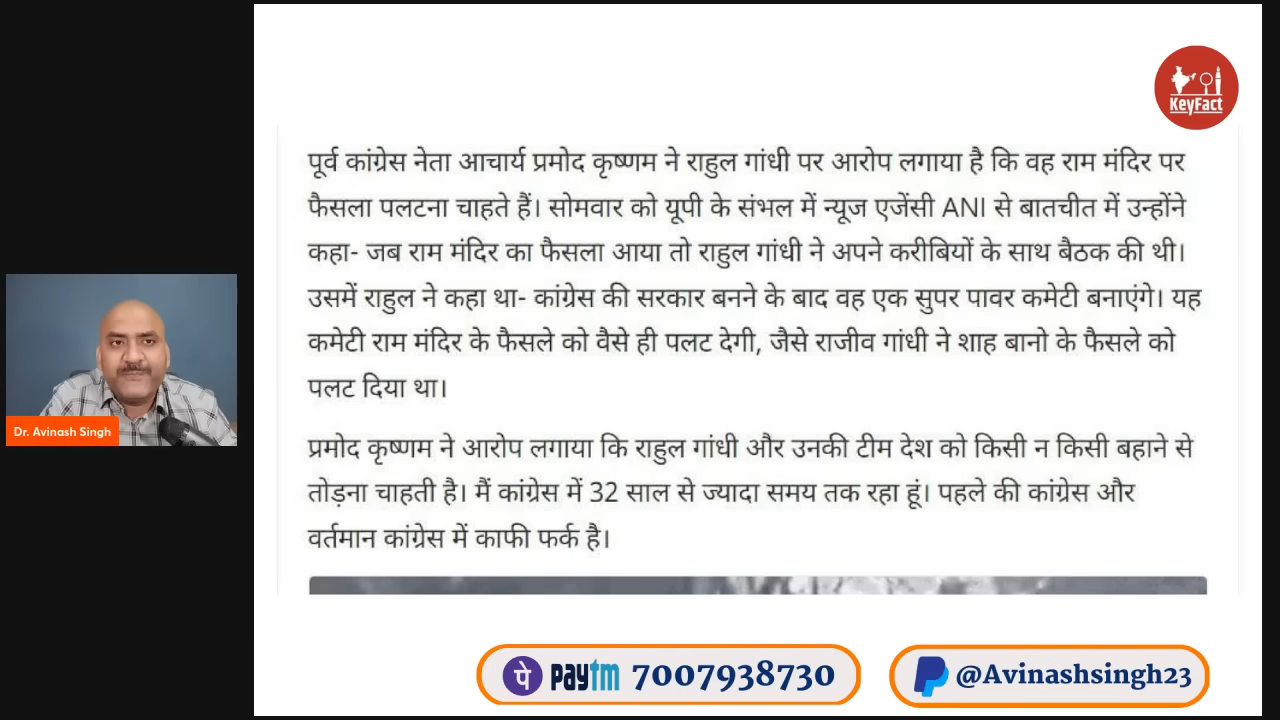 KeyFact
पूर्व कांग्रेस नेता आचार्य प्रमोद कृष्णम ने राहुल गांधी पर आरोप लगाया है कि वह राम मंदिर पर
फैसला पलटना चाहते हैं। सोमवार को यूपी के संभल में न्यूज एजेंसी ANI से बातचीत में उन्होंने
कहा- जब राम मंदिर का फैसला आया तो राहुल गांधी ने अपने करीबियों के साथ बैठक की थी।
उसमें राहुल ने कहा था- कांग्रेस की सरकार बनने के बाद वह एक सुपर पावर कमेटी बनाएंगे। यह
कमेटी राम मंदिर के फैसले को वैसे ही पलट देगी, जैसे राजीव गांधी ने शाह बानो के फैसले को
पलट दिया था।
प्रमोद कृष्णम ने आरोप लगाया कि राहुल गांधी और उनकी टीम देश को किसी न किसी बहाने से
तोड़ना चाहती है। मैं कांग्रेस में 32 साल से ज्यादा समय तक रहा हूं। पहले की कांग्रेस और
वर्तमान कांग्रेस में काफी फर्क है।
Dr. Avinash Singh
पे paytm 7007938730
@Avinashsingh23